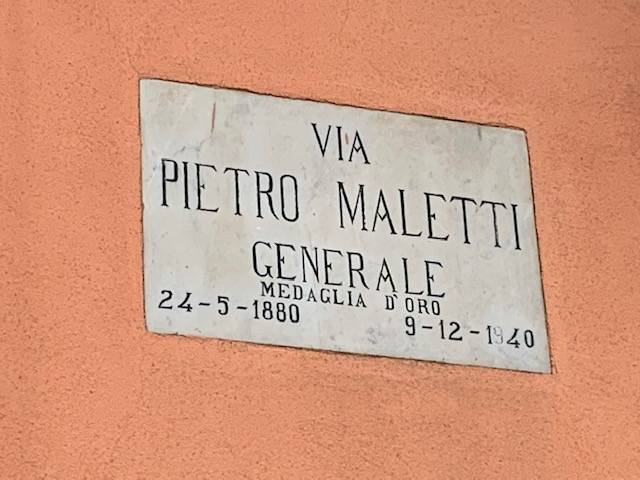 VIA
PIETRO MALETTI
GENERALE
MEDAGLIA D'ORO
24-5-1880 9-12-1940